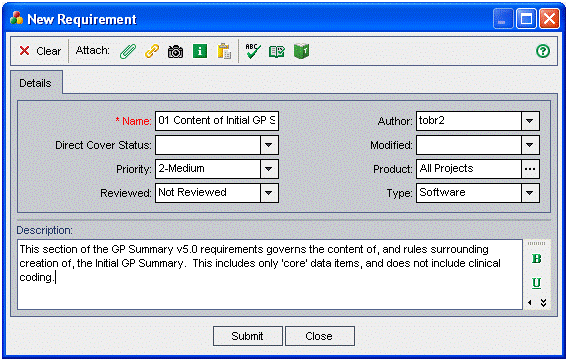 New Requirement
Clear Attach: ABC
Details
* Name: 01 Content of Initial GP S Author: tobr2
Direct Cover Status: Modified:
Priority: 2-Medium Product: All Projects ...
Reviewed: Not Reviewed Type: Software
Description:
This section of the GP Summary v5.0 requirements governs the content of, and rules surrounding
creation of, the Initial GP Summary. This includes only 'core' data items, and does not include clinical
coding.
B
U
Submit Close